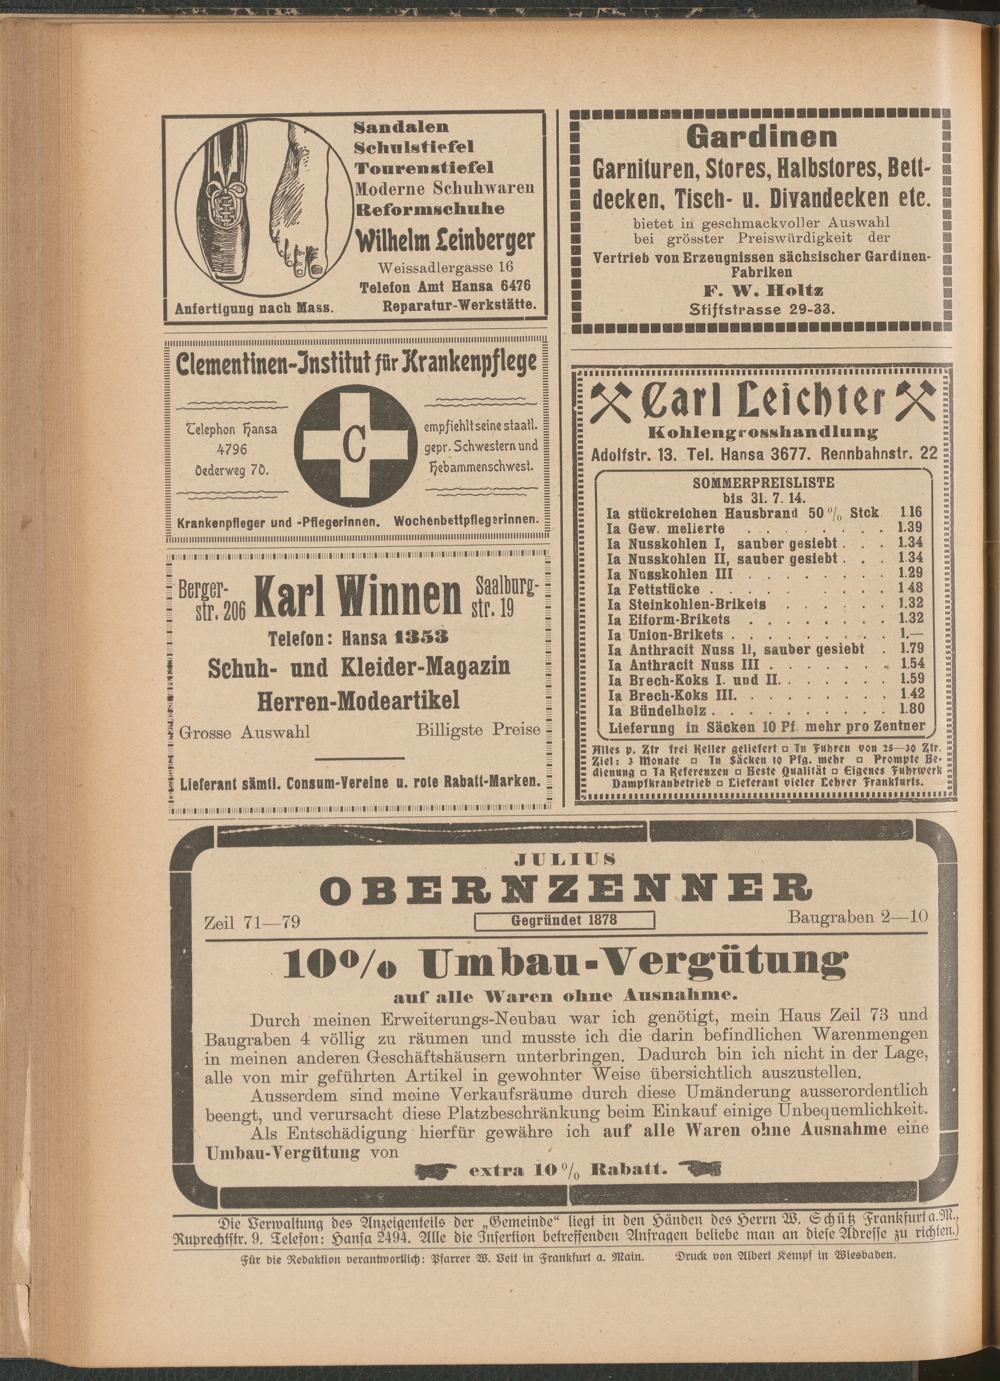 Sandalen
Schulstiefel
Tourenstiefel
Moderne Schuhwaren
Reformschuhe
Wilhelm Leinberger
Weissadlergasse 16
Telefon Amt Hansa 6476
Anfertigung nach Mass. Reparatur-Werkstätte.
Clementinen-Institut für Krankenpflege
Telephon Hansa
4796
Oederweg 70.
C
empfiehlt seine staatl.
gepr. Schwestern und
Hebammenschwest.
Krankenpfleger und -Pflegerinnen. Wochenbettpflegerinnen.
Berger-
str. 206
Karl Winnen
Saalburg-
str. 19
Telefon: Hansa 1353
Schuh- und Kleider-Magazin
Herren-Modeartikel
Grosse Auswahl Billigste Preise
Lieferant sämtl. Consum-Vereine u. rote Rabatt-Marken.
Gardinen
Garnituren, Stores, Halbstores, Bett-
decken, Tisch- u. Divandecken etc.
bietet in geschmackvoller Auswahl
bei grösster Preiswürdigkeit der
Vertrieb von Erzeugnissen sächsischer Gardinen-
Fabriken
F. W. Holtz
Stiftstrasse 29-33.
Carl Leichter
Kohlengrosshandlung
Adolfstr. 13. Tel. Hansa 3677. Rennbahnstr. 22
SOMMERPREISLISTE
bis 31. 7. 14.
Ia stückreichen Hausbrand 50% Stck 1.16
Ia Gew. melierte . . . . . . . 1.39
Ia Nusskohlen I, sauber gesiebt . . . 1.34
Ia Nusskohlen II, sauber gesiebt . . . 1.34
Ia Nusskohlen III . . . . . . . 1.29
Ia Fettstücke . . . . . . . . . 1 48
Ia Steinkohlen-Brikets . . . . . . 1.32
Ia Eiform-Brikets . . . . . . . 1.32
Ia Union-Brikets . . . . . . . . 1.—
Ia Anthracit Nuss II, sauber gesiebt . 1.79
Ia Anthracit Nuss III . . . . . . 1.54
Ia Brech-Koks I. und II. . . . . . 1.59
Ia Brech-Koks III. . . . . . . . 1.42
Ia Bündelholz . . . . . . . . . 1.80
Lieferung in Säcken 10 Pf. mehr pro Zentner
Alles p. Ztr frei Keller geliefert □ In Fuhren von 25—30 Ztr.
Ziel: 3 Monate □ In Säcken 10 Pfg. mehr □ Prompte Be-
dienung □ Ia Referenzen □ Beste Qualität □ Eigenes Fuhrwerk
Dampfkranbetrieb □ Lieferant vieler Lehrer Frankfurts.
JULIUS
OBERNZENNER
Zeil 71—79 Gegründet 1878 Baugraben 2—10
10% Umbau-Vergütung
auf alle Waren ohne Ausnahme.
Durch meinen Erweiterungs-Neubau war ich genötigt, mein Haus Zeil 73 und
Baugraben 4 völlig zu räumen und musste ich die darin befindlichen Warenmengen
in meinen anderen Geschäftshäusern unterbringen. Dadurch bin ich nicht in der Lage,
alle von mir geführten Artikel in gewohnter Weise übersichtlich auszustellen.
Ausserdem sind meine Verkaufsräume durch diese Umänderung ausserordentlich
beengt, und verursacht diese Platzbeschränkung beim Einkauf einige Unbequemlichkeit.
Als Entschädigung hierfür gewähre ich auf alle Waren ohne Ausnahme eine
Umbau-Vergütung von
extra 10% Rabatt.
Die Verwaltung des Anzeigenteils der „Gemeinde“ liegt in den Händen des Herrn W. Schütz Frankfurt a. M.,
Ruprechtstr. 9. Telefon: Hansa 2494. Alle die Insertion betreffenden Anfragen beliebe man an diese Adresse zu richten.)
Für die Redaktion verantwortlich: Pfarrer W. Veit in Frankfurt a. Main. Druck von Albert Kempf in Wiesbaden.